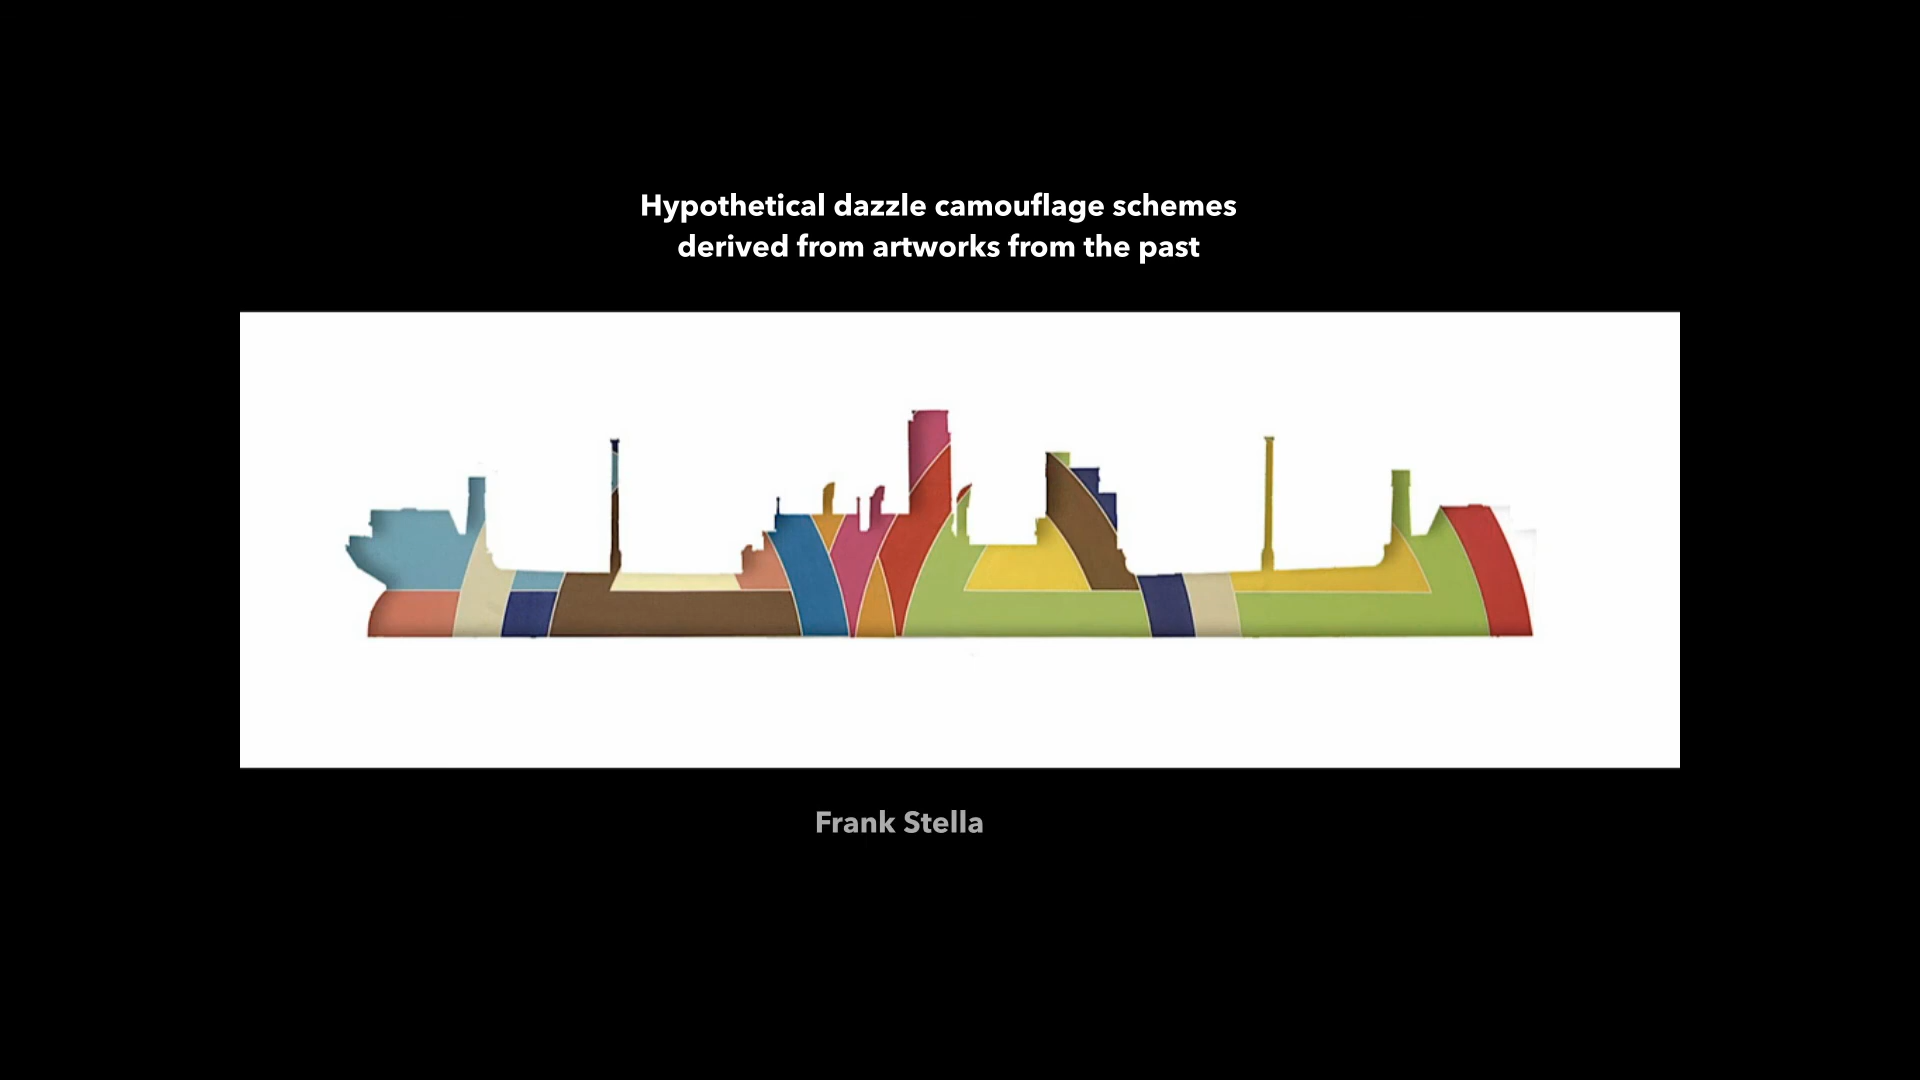 Hypothetical dazzle camouflage schemes
derived from artworks from the past
Frank Stella